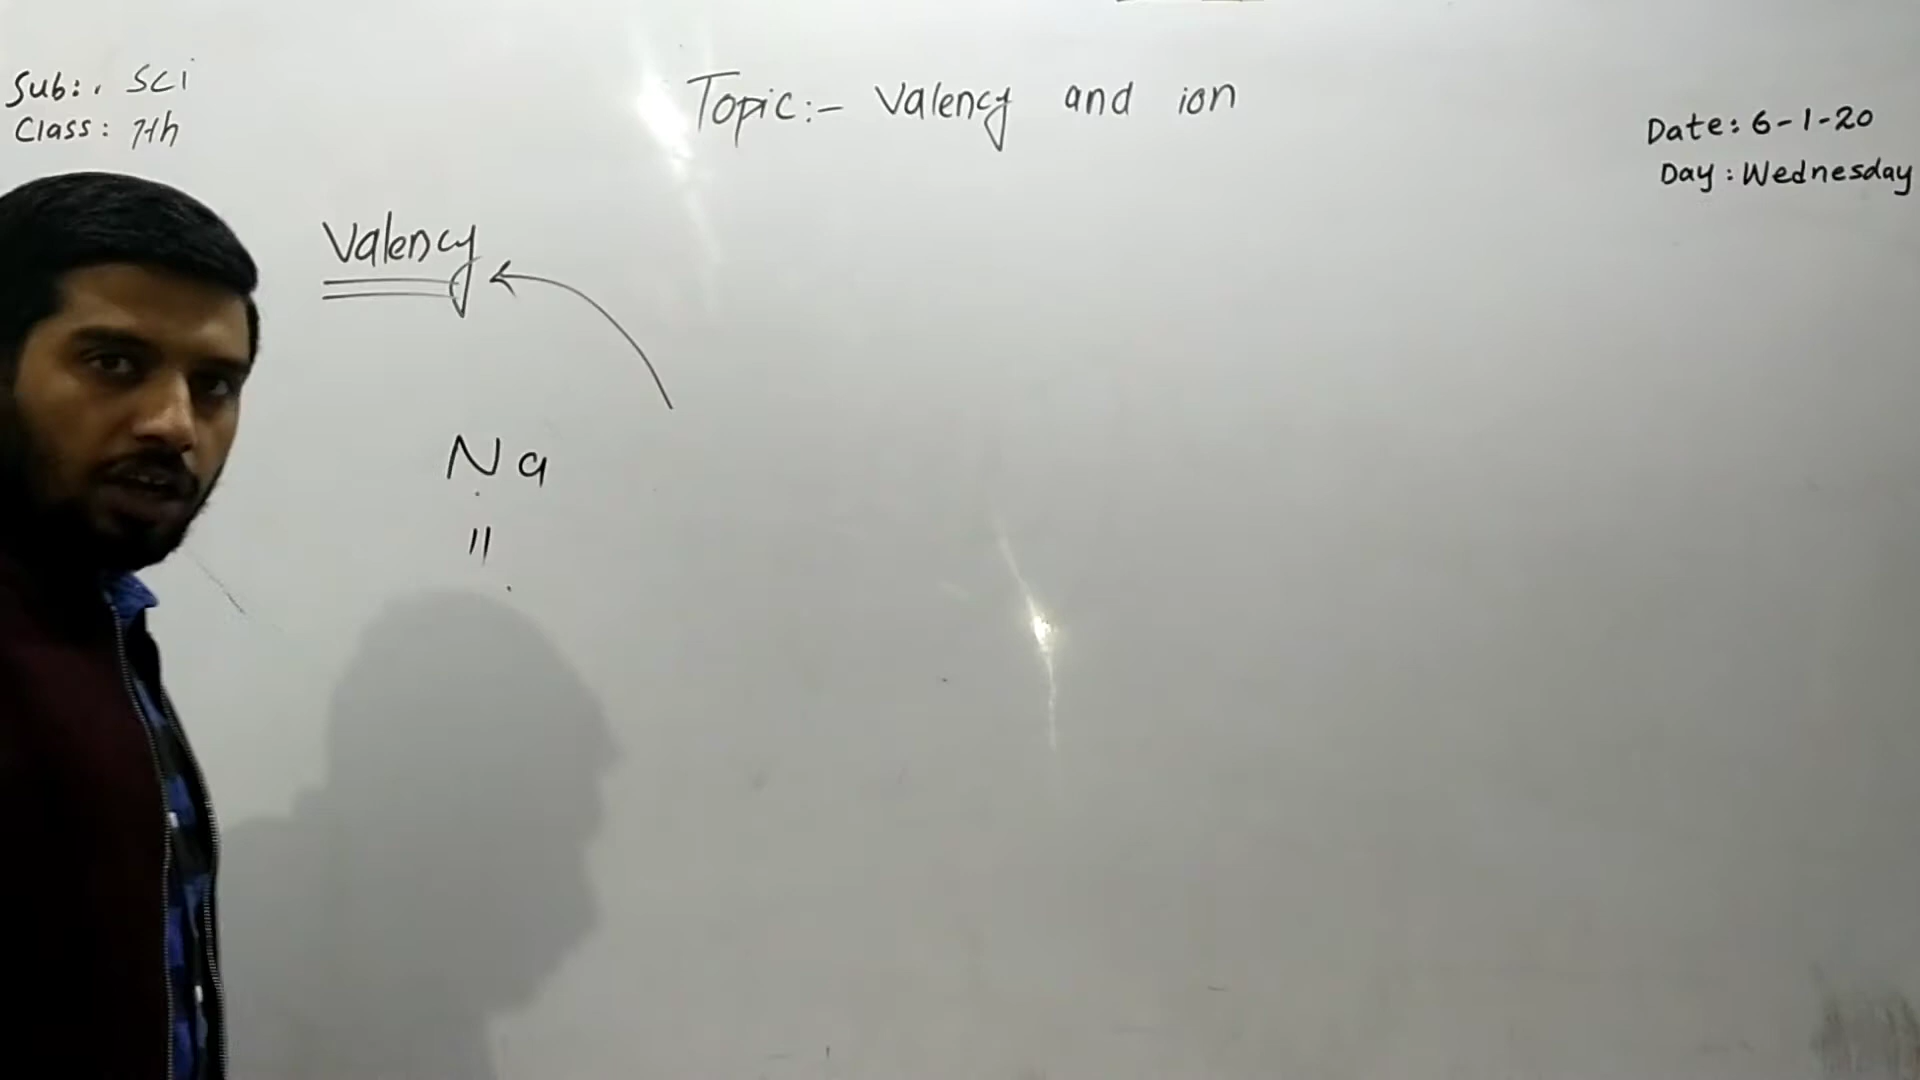 Sub:. Sci
Class: 7th
Topic:- Valency and ion
Date: 6-1-20
Day: Wednesday
Valency
Na
11